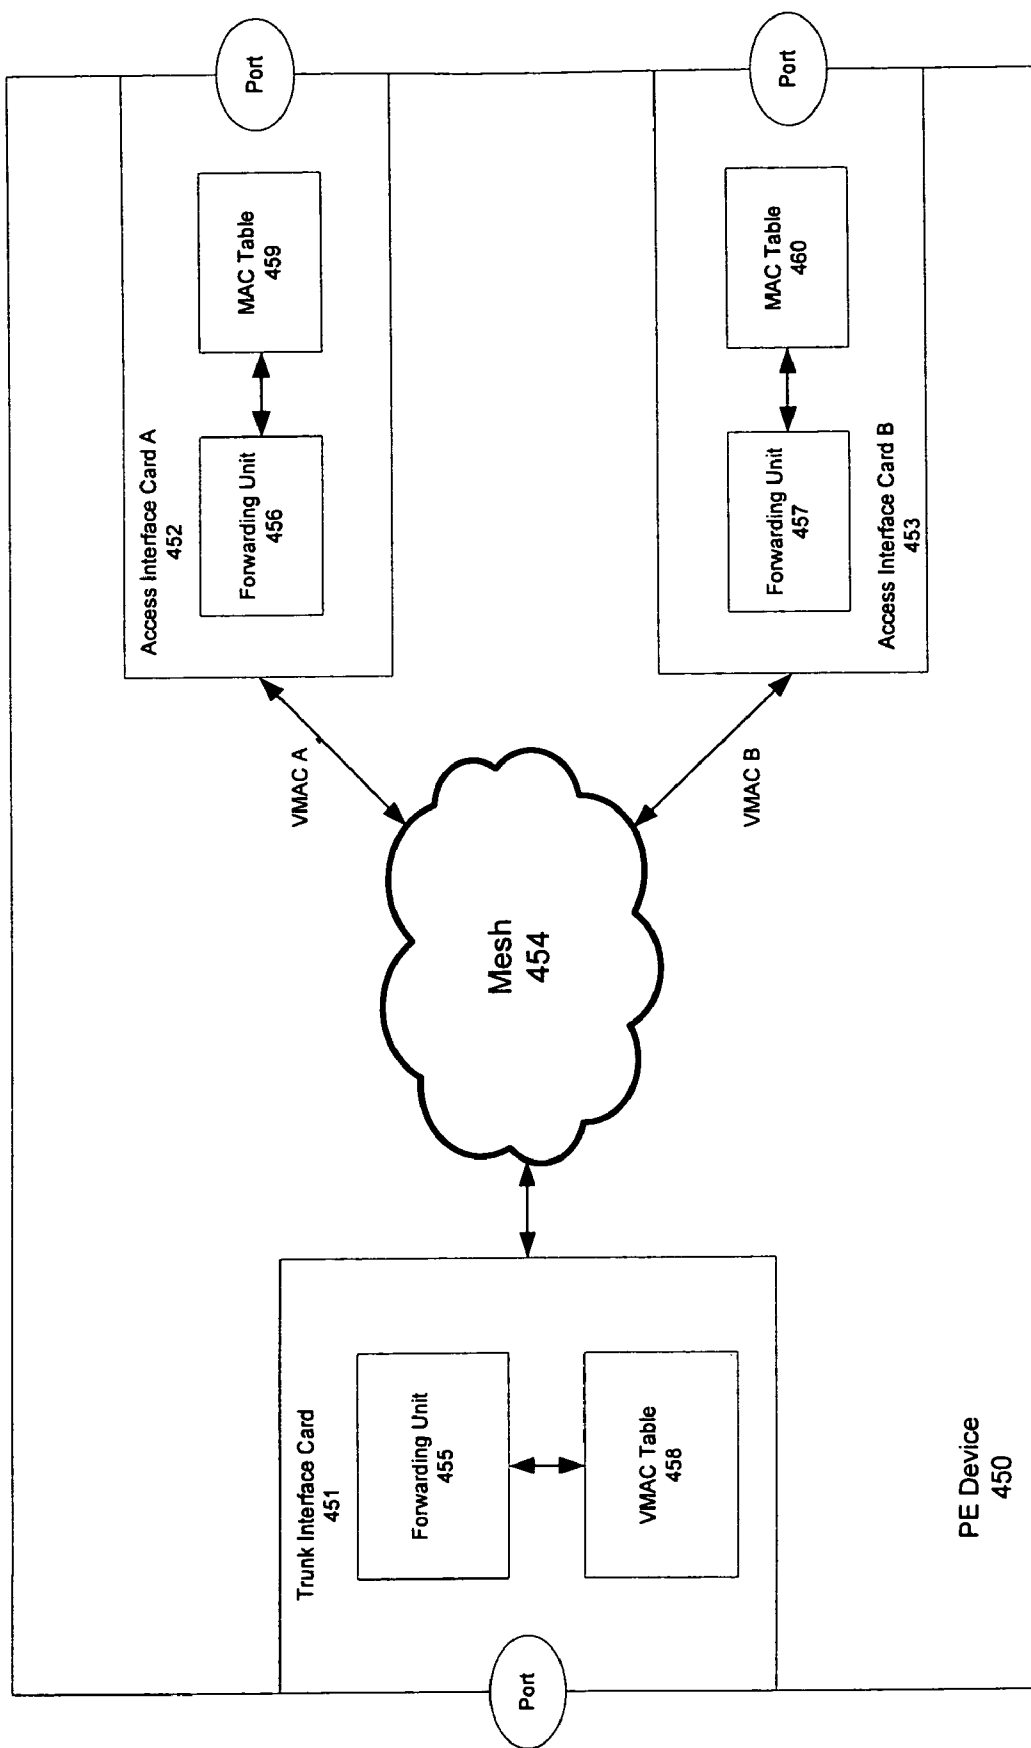 Port
Trunk Interface Card
451
Forwarding Unit
455
VMAC Table
458
PE Device
450
Mesh
454
VMAC A
VMAC B
Access Interface Card A
452
Forwarding Unit
456
MAC Table
459
Port
Forwarding Unit
457
MAC Table
460
Access Interface Card B
453
Port